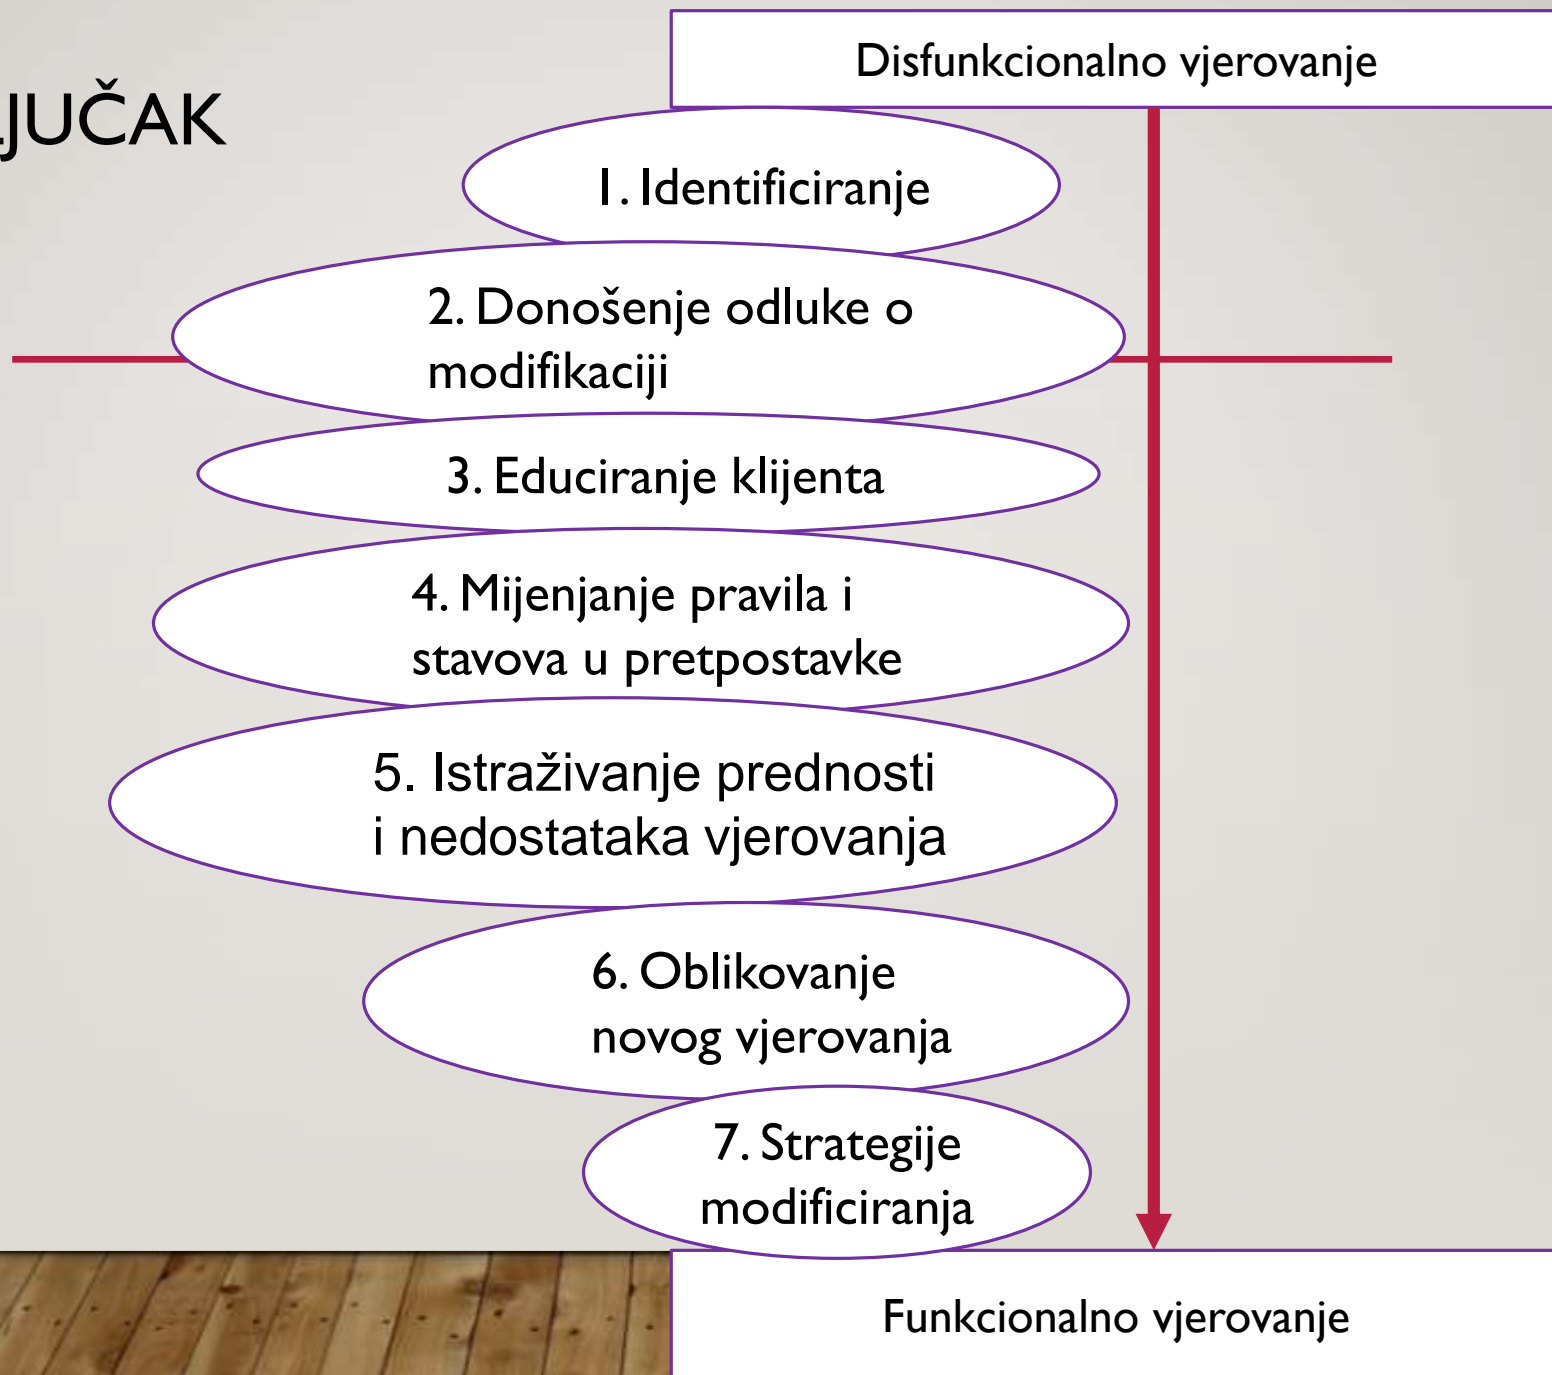 Disfunkcionalno vjerovanje
JUČAK
1. Identificiranje
2. Donošenje odluke o
modifikaciji
3. Educiranje klijenta
4. Mijenjanje pravila i
stavova u pretpostavke
5. Istraživanje prednosti
i nedostataka vjerovanja
6. Oblikovanje
novog vjerovanja
7. Strategije
modificiranja
Funkcionalno vjerovanje